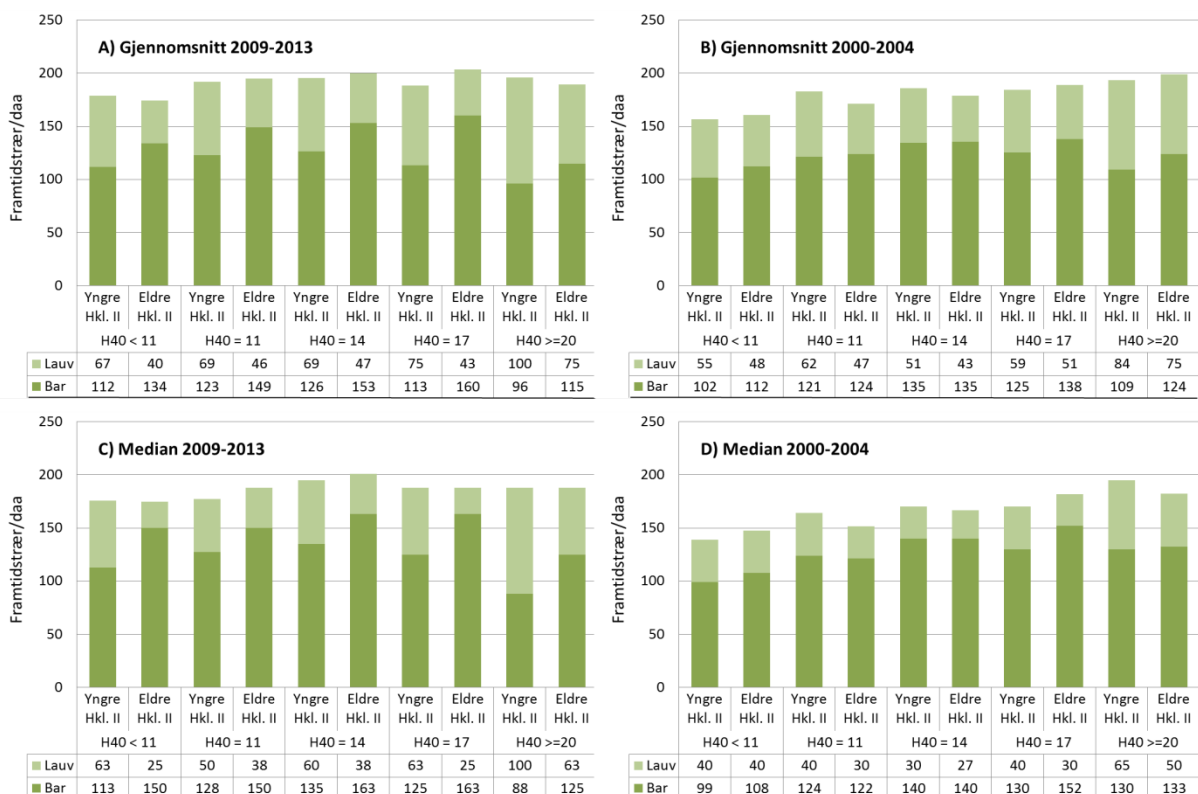 A) Gjennomsnitt 2009-2013
Framtidstrær/daa
250
200
150
100
50
0
Yngre Eldre Yngre Eldre Yngre Eldre Yngre Eldre Yngre Eldre
Hkl. II Hkl. II Hkl. II Hkl. II Hkl. II Hkl. II Hkl. II Hkl. II Hkl. II Hkl. II
H40 < 11 H40 = 11 H40 = 14 H40 = 17 H40 >=20
Lauv 67 40 69 46 69 47 75 43 100 75
Bar 112 134 123 149 126 153 113 160 96 115
B) Gjennomsnitt 2000-2004
Framtidstrær/daa
250
200
150
100
50
0
Yngre Eldre Yngre Eldre Yngre Eldre Yngre Eldre Yngre Eldre
Hkl. II Hkl. II Hkl. II Hkl. II Hkl. II Hkl. II Hkl. II Hkl. II Hkl. II Hkl. II
H40 < 11 H40 = 11 H40 = 14 H40 = 17 H40 >=20
Lauv 55 48 62 47 51 43 59 51 84 75
Bar 102 112 121 124 135 135 125 138 109 124
C) Median 2009-2013
Framtidstrær/daa
250
200
150
100
50
0
Yngre Eldre Yngre Eldre Yngre Eldre Yngre Eldre Yngre Eldre
Hkl. II Hkl. II Hkl. II Hkl. II Hkl. II Hkl. II Hkl. II Hkl. II Hkl. II Hkl. II
H40 < 11 H40 = 11 H40 = 14 H40 = 17 H40 >=20
Lauv 63 25 50 38 60 38 63 25 100 63
Bar 113 150 128 150 135 163 125 163 88 125
D) Median 2000-2004
Framtidstrær/daa
250
200
150
100
50
0
Yngre Eldre Yngre Eldre Yngre Eldre Yngre Eldre Yngre Eldre
Hkl. II Hkl. II Hkl. II Hkl. II Hkl. II Hkl. II Hkl. II Hkl. II Hkl. II Hkl. II
H40 < 11 H40 = 11 H40 = 14 H40 = 17 H40 >=20
Lauv 40 40 40 30 30 27 40 30 65 50
Bar 99 108 124 122 140 140 130 152 130 133